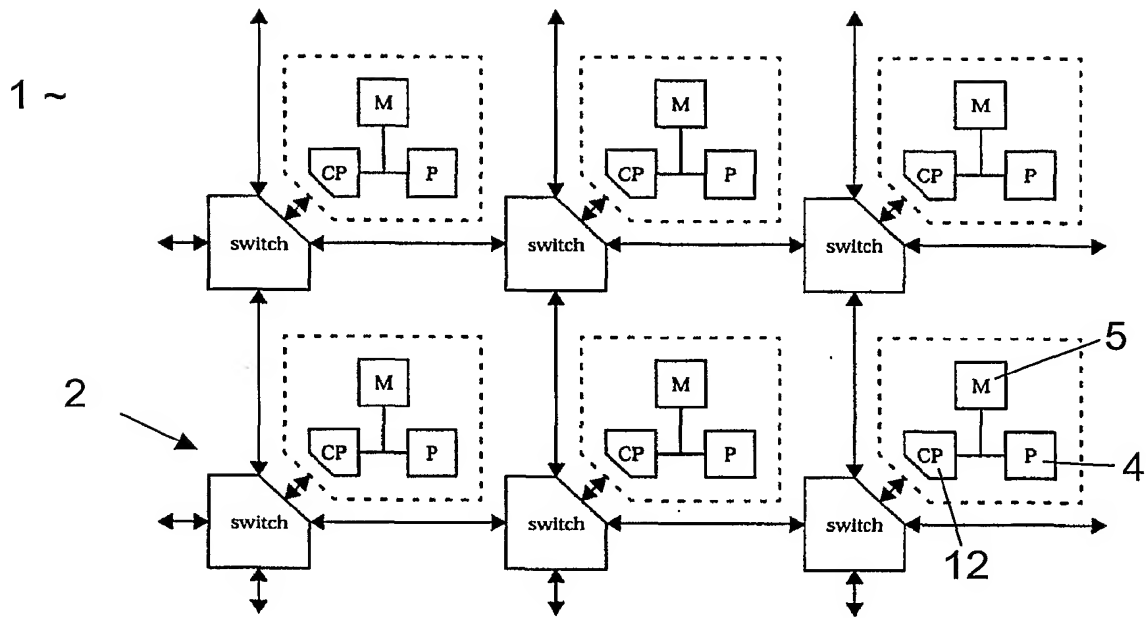 1 ~
M M M
CP P CP P CP P
switch switch switch
M M M 5
2
CP P CP P CP P 4
switch switch switch 12